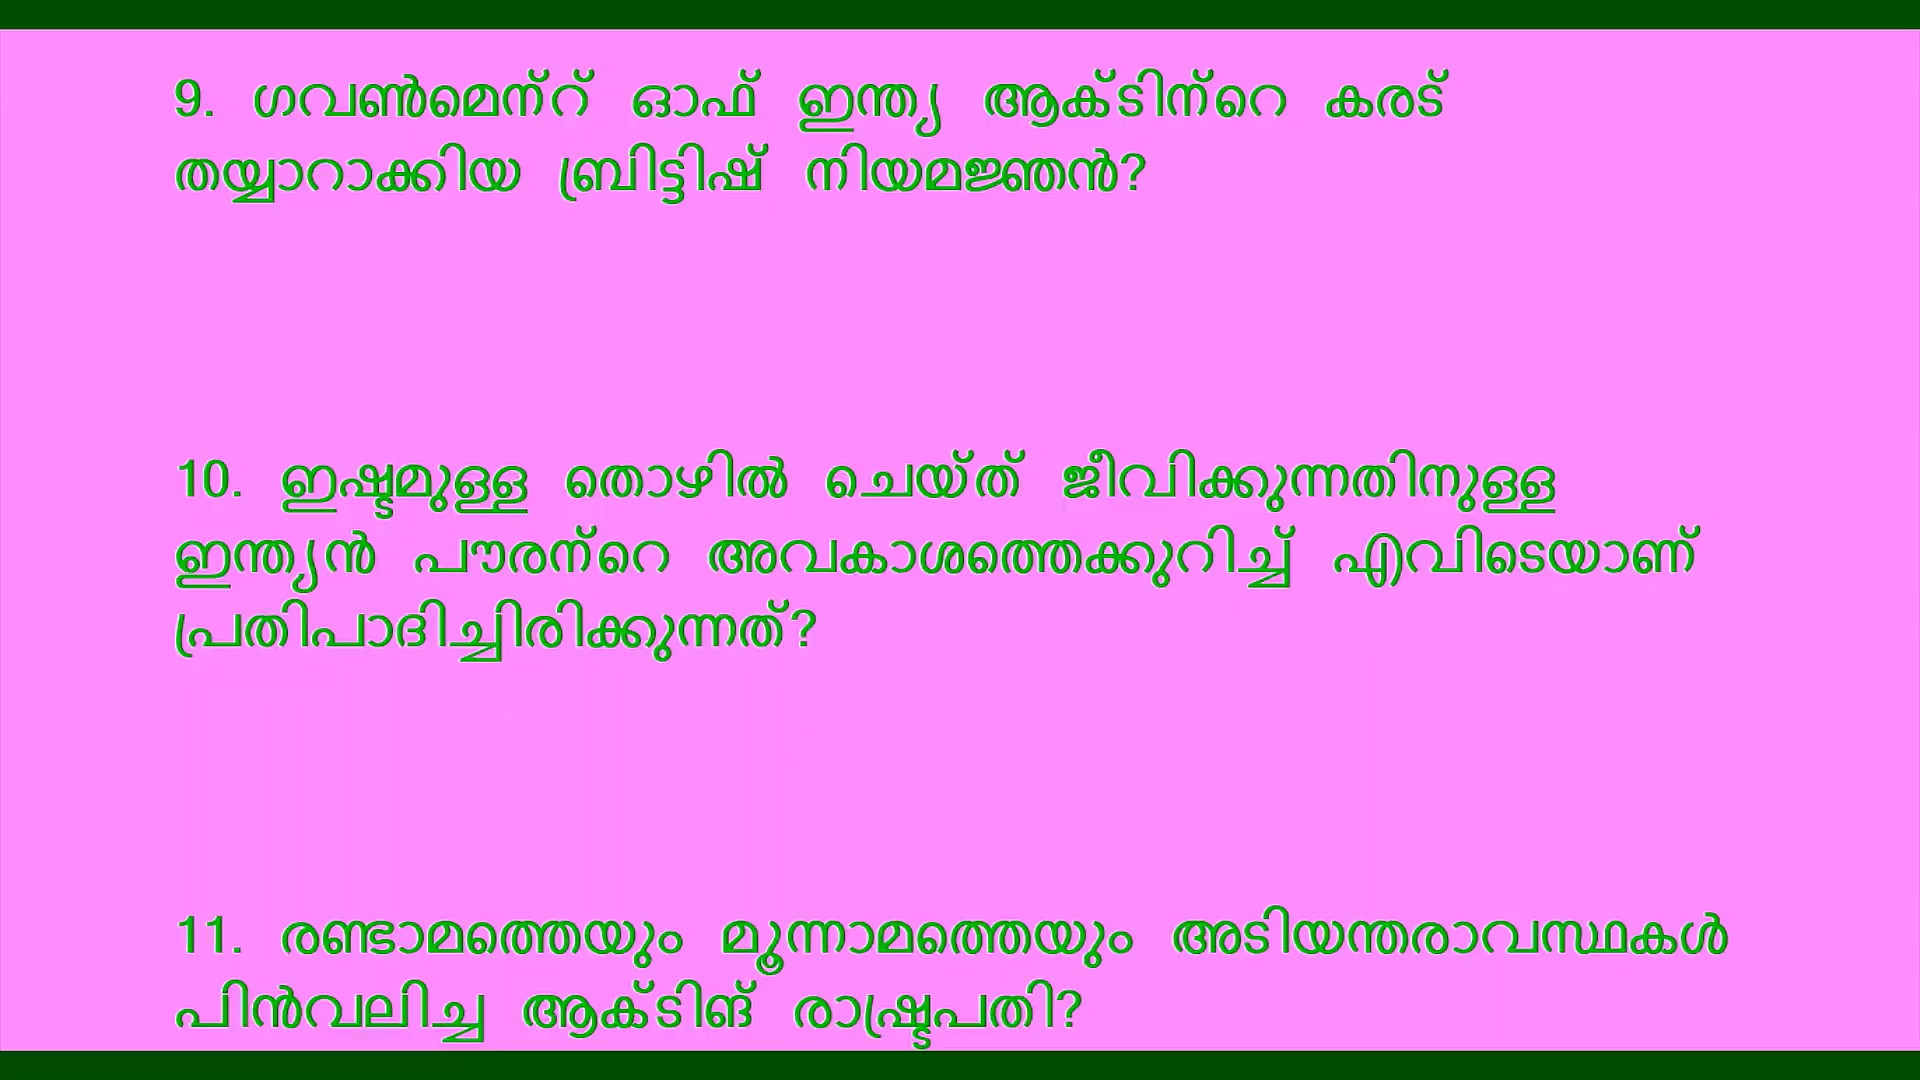 9. ഗവൺമെന്റ് ഓഫ് ഇന്ത്യ ആക്ടിന്റെ കരട്
തയ്യാറാക്കിയ ബ്രിട്ടിഷ് നിയമജ്ഞൻ?
10. ഇഷ്ടമുള്ള തൊഴിൽ ചെയ്ത് ജീവിക്കുന്നതിനുള്ള
ഇന്ത്യൻ പൗരന്റെ അവകാശത്തെക്കുറിച്ച് എവിടെയാണ്
പ്രതിപാദിച്ചിരിക്കുന്നത്?
11. രണ്ടാമത്തെയും മൂന്നാമത്തെയും അടിയന്തരാവസ്ഥകൾ
പിൻവലിച്ച ആക്ടിങ് രാഷ്ട്രപതി?